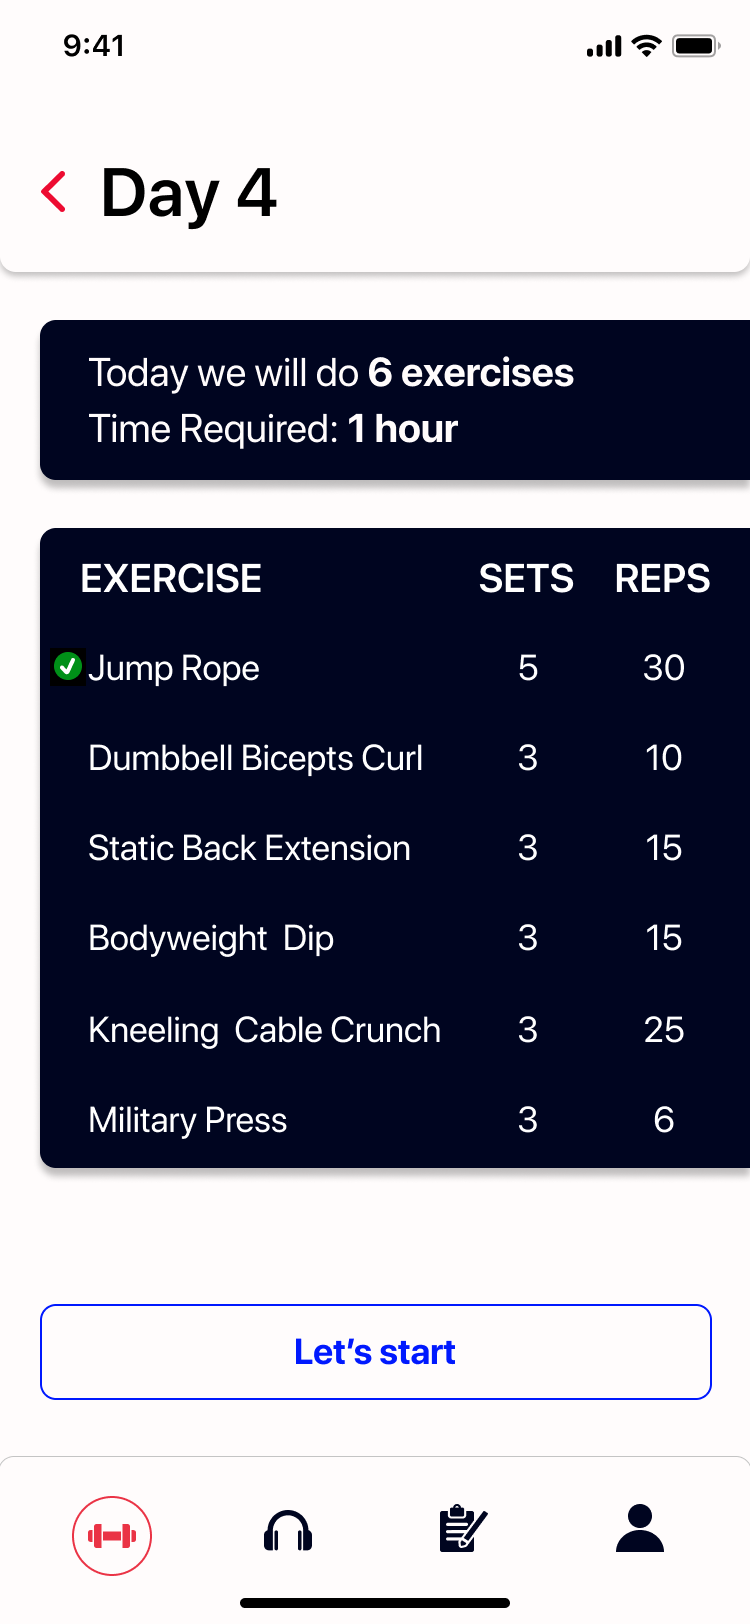 9:41
Day 4
Today we will do 6 exercises
Time Required: 1 hour
EXERCISE SETS REPS
Jump Rope 5 30
Dumbbell Bicepts Curl 3 10
Static Back Extension 3 15
Bodyweight  Dip 3 15
Kneeling  Cable Crunch 3 25
Military Press 3 6
Let’s start